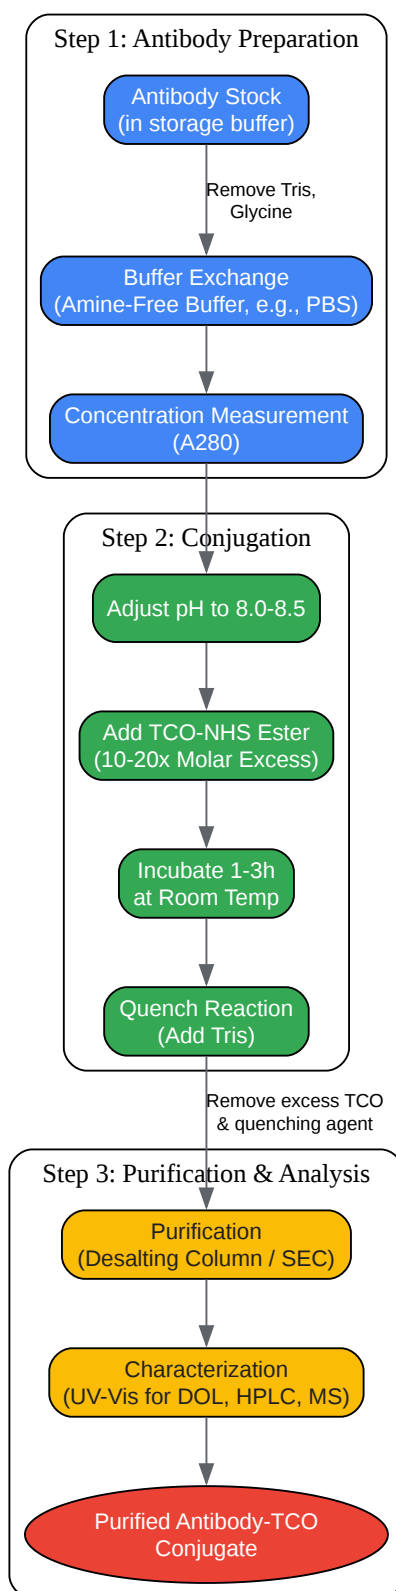 Step 1: Antibody Preparation
Antibody Stock
(in storage buffer)
Remove Tris,
Glycine
Buffer Exchange
(Amine-Free Buffer, e.g., PBS)
Concentration Measurement
(A280)
Step 2: Conjugation
Adjust pH to 8.0-8.5
Add TCO-NHS Ester
(10-20x Molar Excess)
Incubate 1-3h
at Room Temp
Quench Reaction
(Add Tris)
Remove excess TCO
& quenching agent
Step 3: Purification & Analysis
Purification
(Desalting Column / SEC)
Characterization
(UV-Vis for DOL, HPLC, MS)
Purified Antibody-TCO
Conjugate